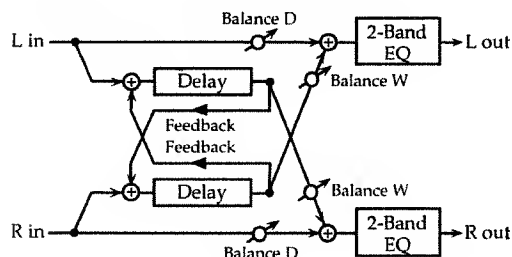 Balance D
L in
2-Band
EQ
L out
Delay
Balance W
Feedback
Feedback
Delay
Balance W
R in
2-Band
EQ
R out
Balance D